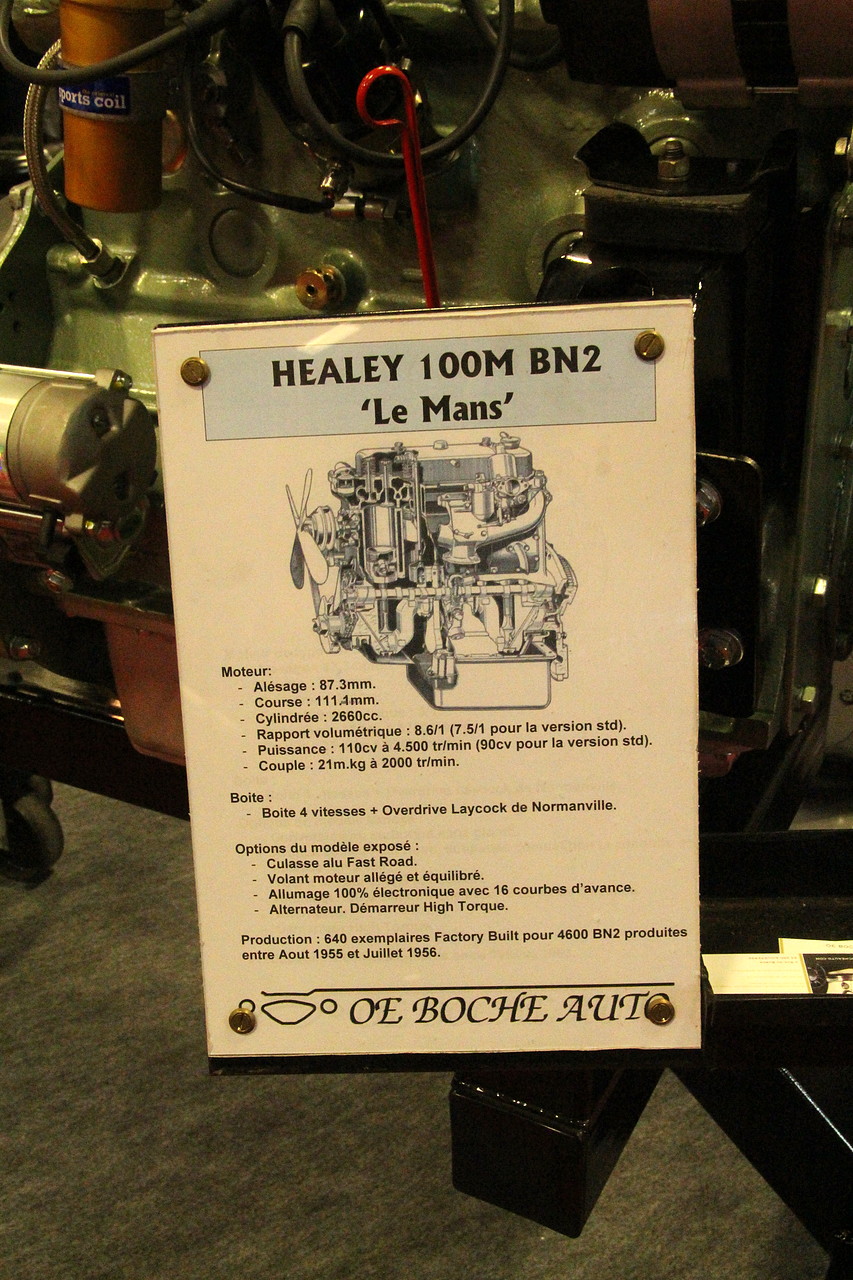 sports coil
HEALEY 100M BN2
‘Le Mans’
Moteur:
- Alésage : 87.3mm.
- Course : 111.1mm.
- Cylindrée : 2660cc.
- Rapport volumétrique : 8.6/1 (7.5/1 pour la version std).
- Puissance : 110cv à 4.500 tr/min (90cv pour la version std).
- Couple : 21m.kg à 2000 tr/min.
Boite :
- Boite 4 vitesses + Overdrive Laycock de Normanville.
Options du modèle exposé :
- Culasse alu Fast Road.
- Volant moteur allégé et équilibré.
- Allumage 100% électronique avec 16 courbes d’avance.
- Alternateur. Démarreur High Torque.
Production : 640 exemplaires Factory Built pour 4600 BN2 produites
entre Aout 1955 et Juillet 1956.
OE BOCHE AUTO